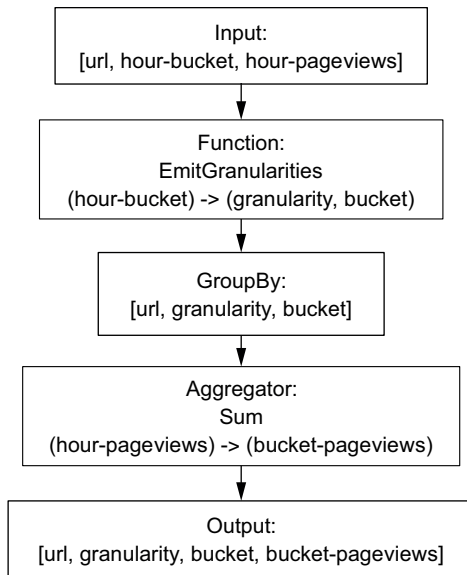 Input:
[url, hour-bucket, hour-pageviews]
Function:
EmitGranularities
(hour-bucket) -> (granularity, bucket)
GroupBy:
[url, granularity, bucket]
Aggregator:
Sum
(hour-pageviews) -> (bucket-pageviews)
Output:
[url, granularity, bucket, bucket-pageviews]